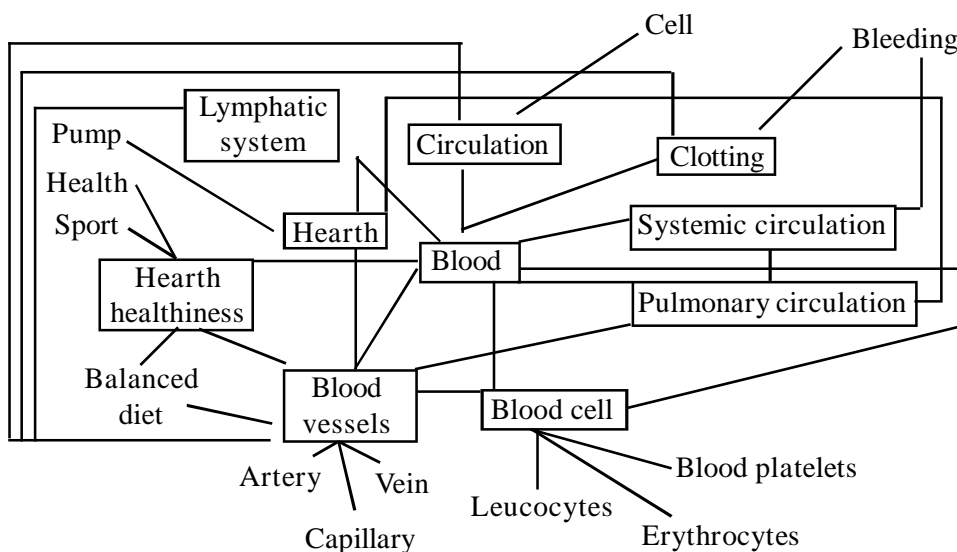 Cell
Bleeding
Lymphatic
system
Pump
Circulation
Clotting
Health
Sport
Hearth
Systemic circulation
Blood
Hearth
healthiness
Pulmonary circulation
Balanced
diet
Blood
vessels
Blood cell
Artery
Vein
Blood platelets
Leucocytes
Capillary
Erythrocytes